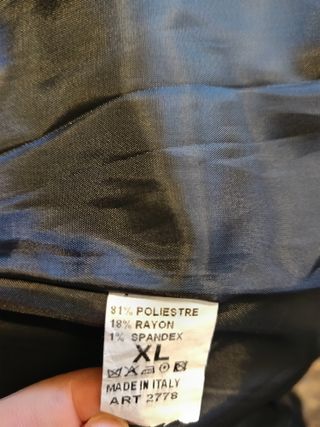 81% POLIESTRE
18% RAYON
1% SPANDEX
XL
MADE IN ITALY
ART 2778